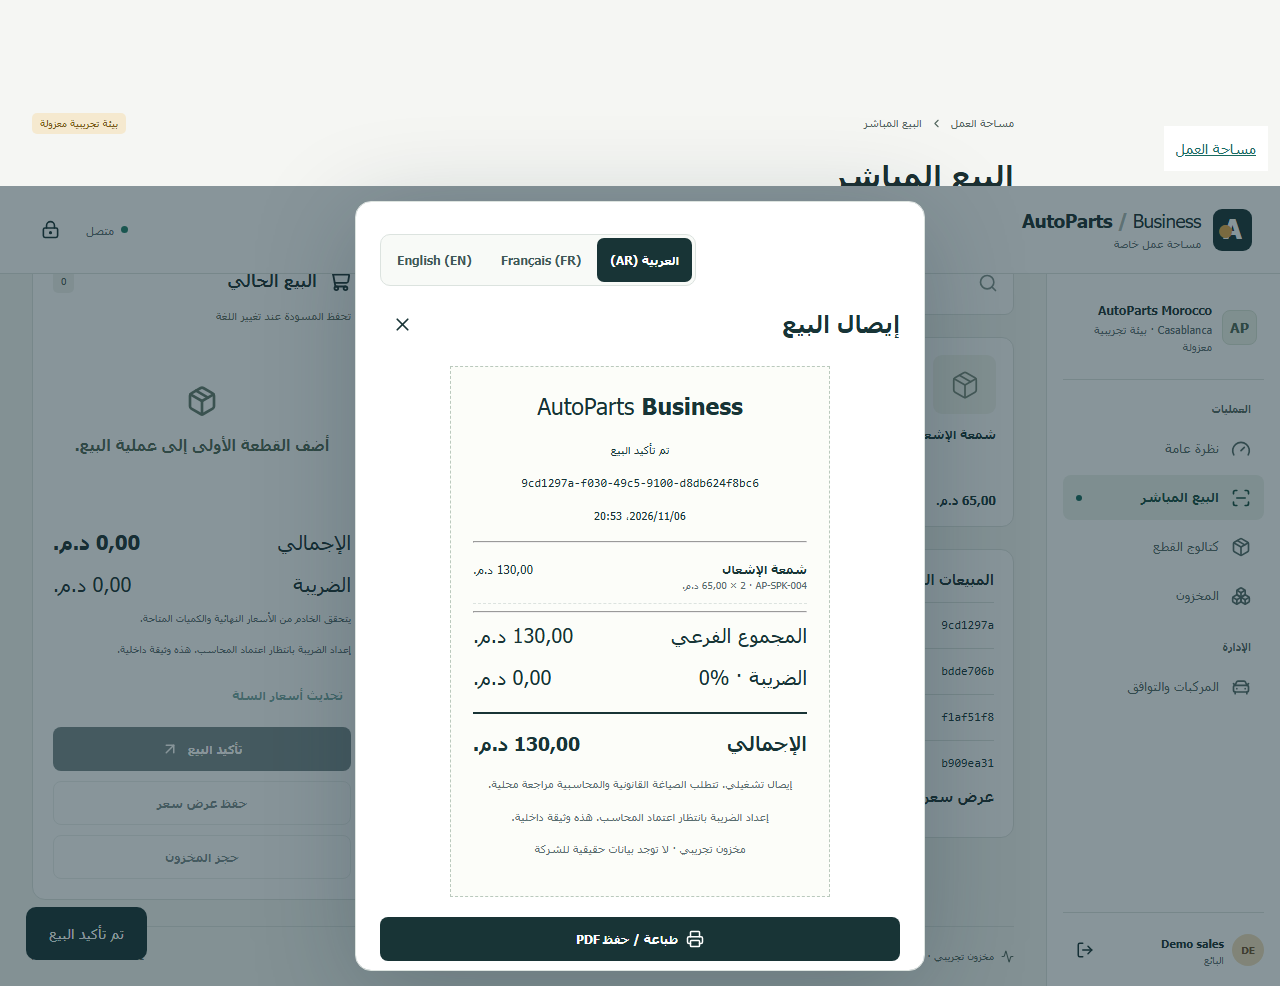 بيئة تجريبية معزولة
مساحة العمل
البيع المباشر
مساحة العمل
البيع المباشر
AutoParts / Business
مساحة عمل خاصة
A
متصل
AutoParts Morocco
Casablanca · بيئة تجريبية معزولة
AP
العمليات
نظرة عامة
البيع المباشر
كتالوج القطع
المخزون
الإدارة
المركبات والتوافق
Demo sales
البائع
DE
65,00 د.م.
9cd1297a
bdde706b
f1af51f8
b909ea31
مخزون تجريبي ·
العربية (AR)
Français (FR)
English (EN)
إيصال البيع
AutoParts Business
تم تأكيد البيع
9cd1297a-f030-49c5-9100-d8db624f8bc6
2026/11/06، 20:53
شمعة الإشعال
130,00 د.م.
AP-SPK-004 · 2 × 65,00 د.م.
المجموع الفرعي
130,00 د.م.
الضريبة · 0%
0,00 د.م.
الإجمالي
130,00 د.م.
إيصال تشغيلي. تتطلب الصياغة القانونية والمحاسبية مراجعة محلية.
إعداد الضريبة بانتظار اعتماد المحاسب. هذه وثيقة داخلية.
مخزون تجريبي · لا توجد بيانات حقيقية للشركة
طباعة / حفظ PDF
البيع الحالي
0
تحفظ المسودة عند تغيير اللغة
أضف القطعة الأولى إلى عملية البيع.
الإجمالي
0,00 د.م.
الضريبة
0,00 د.م.
يتحقق الخادم من الأسعار النهائية والكميات المتاحة.
إعداد الضريبة بانتظار اعتماد المحاسب. هذه وثيقة داخلية.
تحديث أسعار السلة
تأكيد البيع
حفظ عرض سعر
حجز المخزون
تم تأكيد البيع